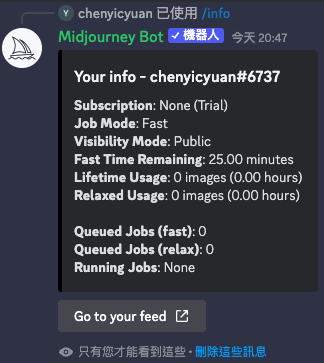 Y chenyicyuan 已使用 /info
Midjourney Bot ✓ 機器人 今天 20:47
Your info - chenyicyuan#6737
Subscription: None (Trial)
Job Mode: Fast
Visibility Mode: Public
Fast Time Remaining: 25.00 minutes
Lifetime Usage: 0 images (0.00 hours)
Relaxed Usage: 0 images (0.00 hours)
Queued Jobs (fast): 0
Queued Jobs (relax): 0
Running Jobs: None
Go to your feed
只有您才能看到這些 • 刪除這些訊息